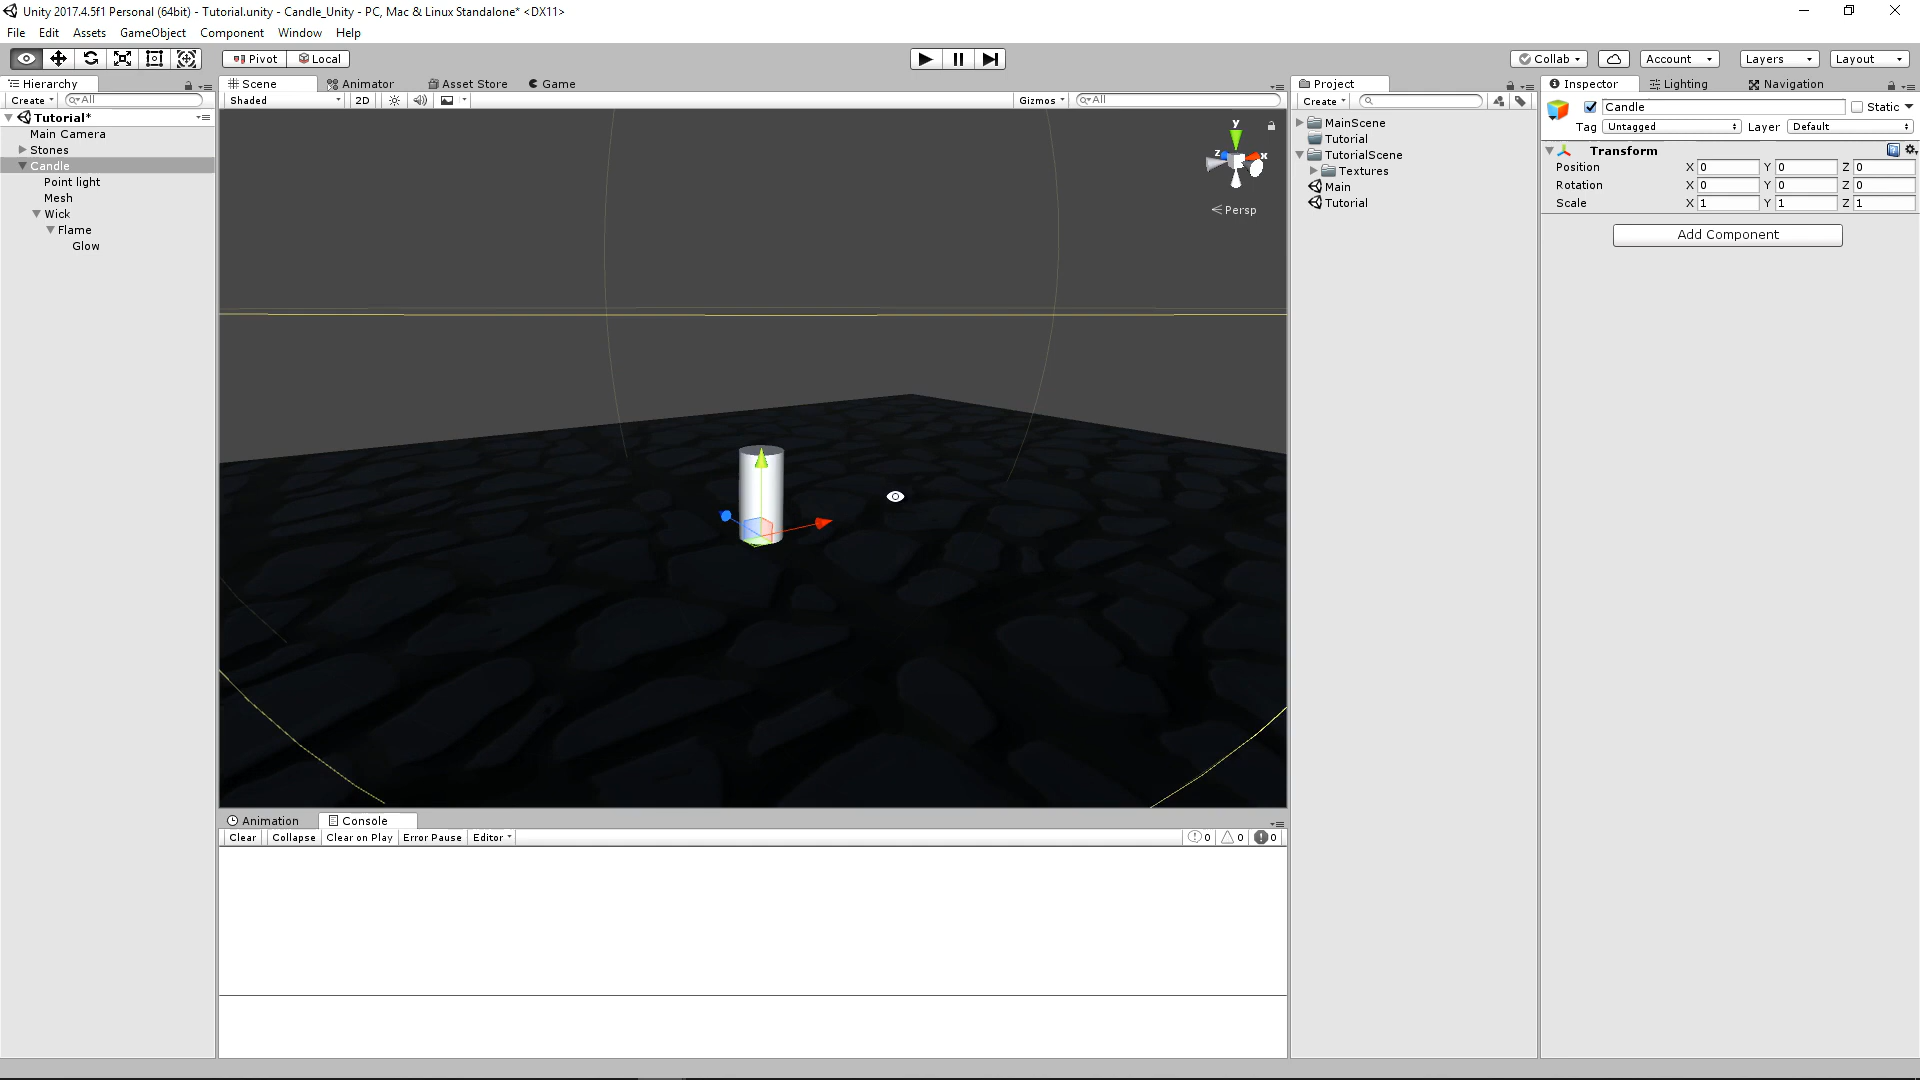 Unity 2017.4.5f1 Personal (64bit) - Tutorial.unity - Candle_Unity - PC, Mac & Linux Standalone* <DX11>
File Edit Assets GameObject Component Window Help
Pivot Local Collab Account Layers Layout
Hierarchy
Create All
Tutorial*
Main Camera
Stones
Candle
Point light
Mesh
Wick
Flame
Glow
Scene Animator Asset Store Game
Shaded 2D Gizmos All
y
z x
Persp
Animation Console
Clear Collapse Clear on Play Error Pause Editor 0 0 0
Project
Create
MainScene
Tutorial
TutorialScene
Textures
Main
Tutorial
Inspector Lighting Navigation
Candle Static
Tag Untagged Layer Default
Transform
Position X 0 Y 0 Z 0
Rotation X 0 Y 0 Z 0
Scale X 1 Y 1 Z 1
Add Component